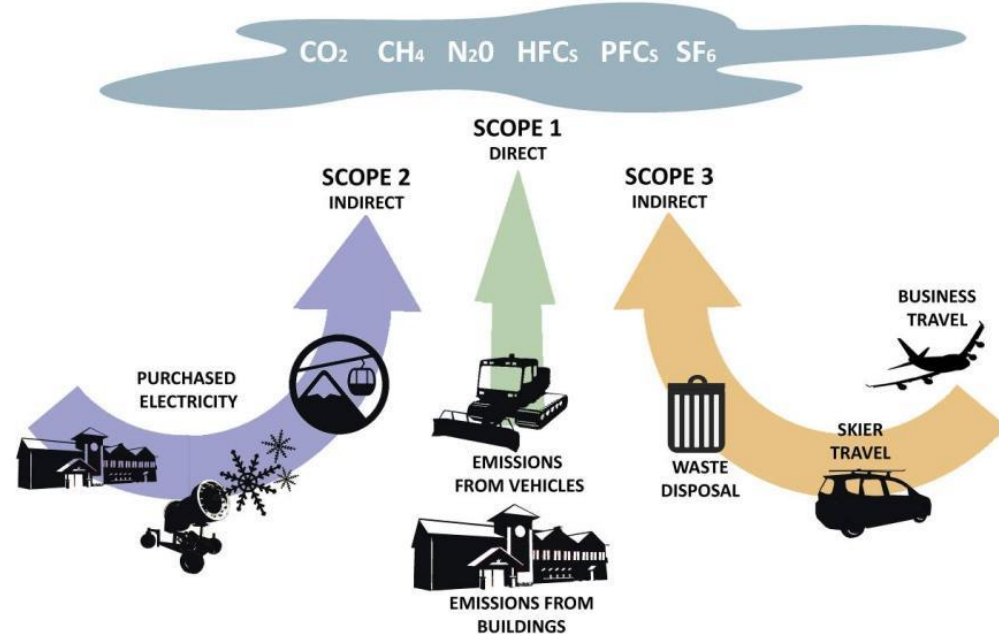 CO₂ CH₄ N₂0 HFCs PFCs SF₆
SCOPE 1
DIRECT
SCOPE 2
INDIRECT
SCOPE 3
INDIRECT
BUSINESS
TRAVEL
PURCHASED
ELECTRICITY
SKIER
TRAVEL
WASTE
DISPOSAL
EMISSIONS
FROM VEHICLES
EMISSIONS FROM
BUILDINGS